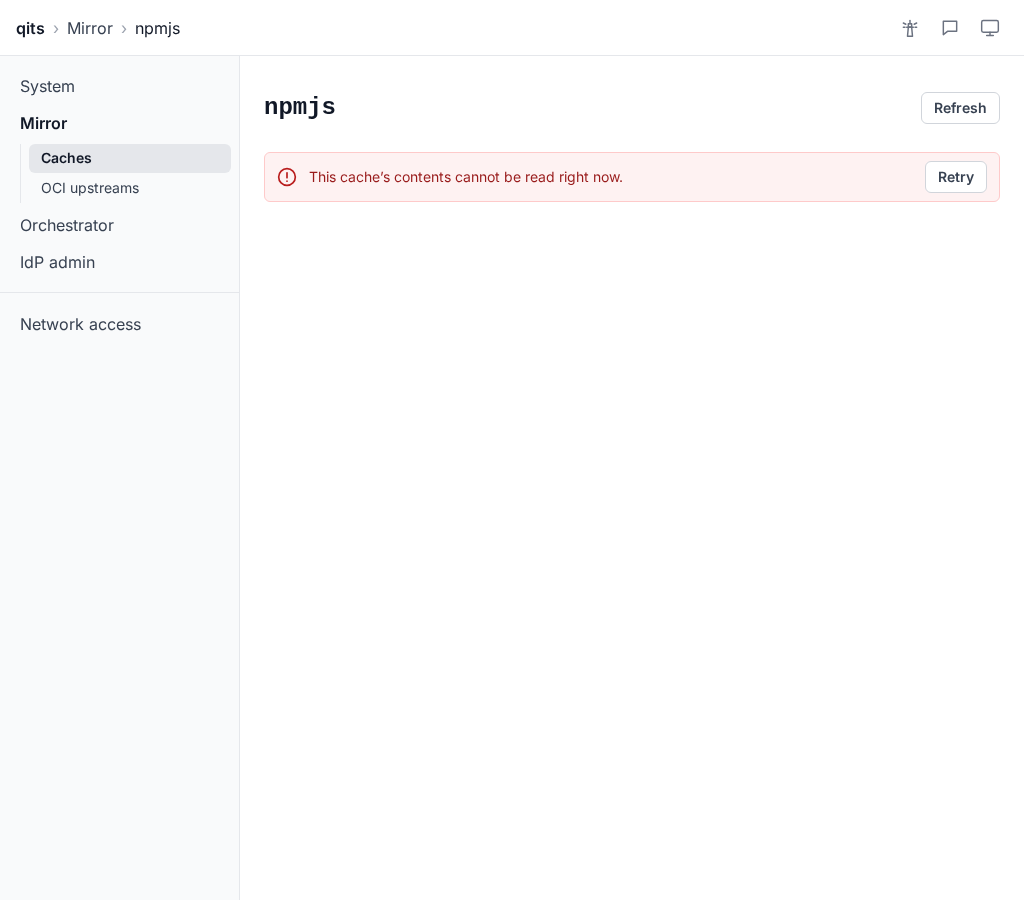 qits › Mirror › npmjs
System
Mirror
Caches
OCI upstreams
Orchestrator
IdP admin
Network access
npmjs
Refresh
This cache’s contents cannot be read right now.
Retry